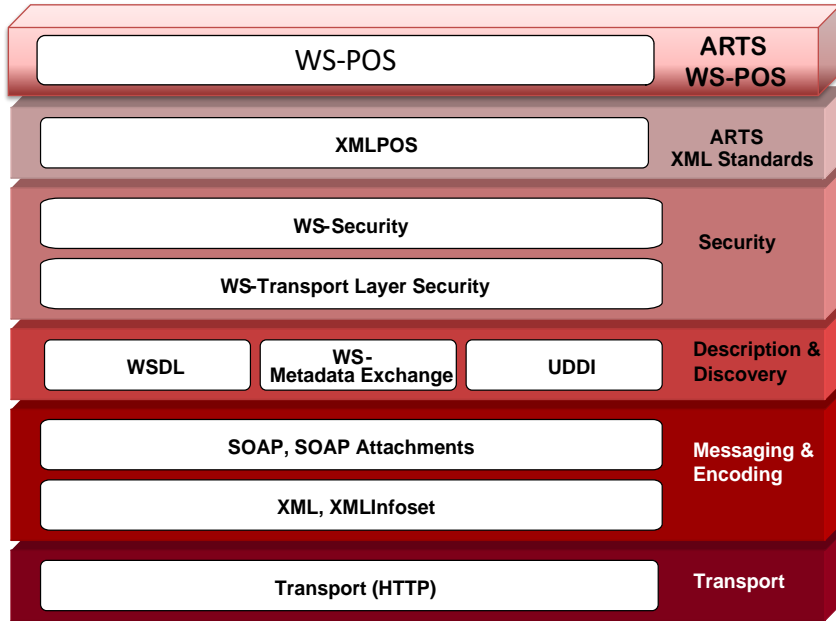 WS-POS
ARTS
WS-POS
XMLPOS
ARTS
XML Standards
WS-Security
WS-Transport Layer Security
Security
WSDL
WS-
Metadata Exchange
UDDI
Description &
Discovery
SOAP, SOAP Attachments
XML, XMLInfoset
Messaging &
Encoding
Transport (HTTP)
Transport